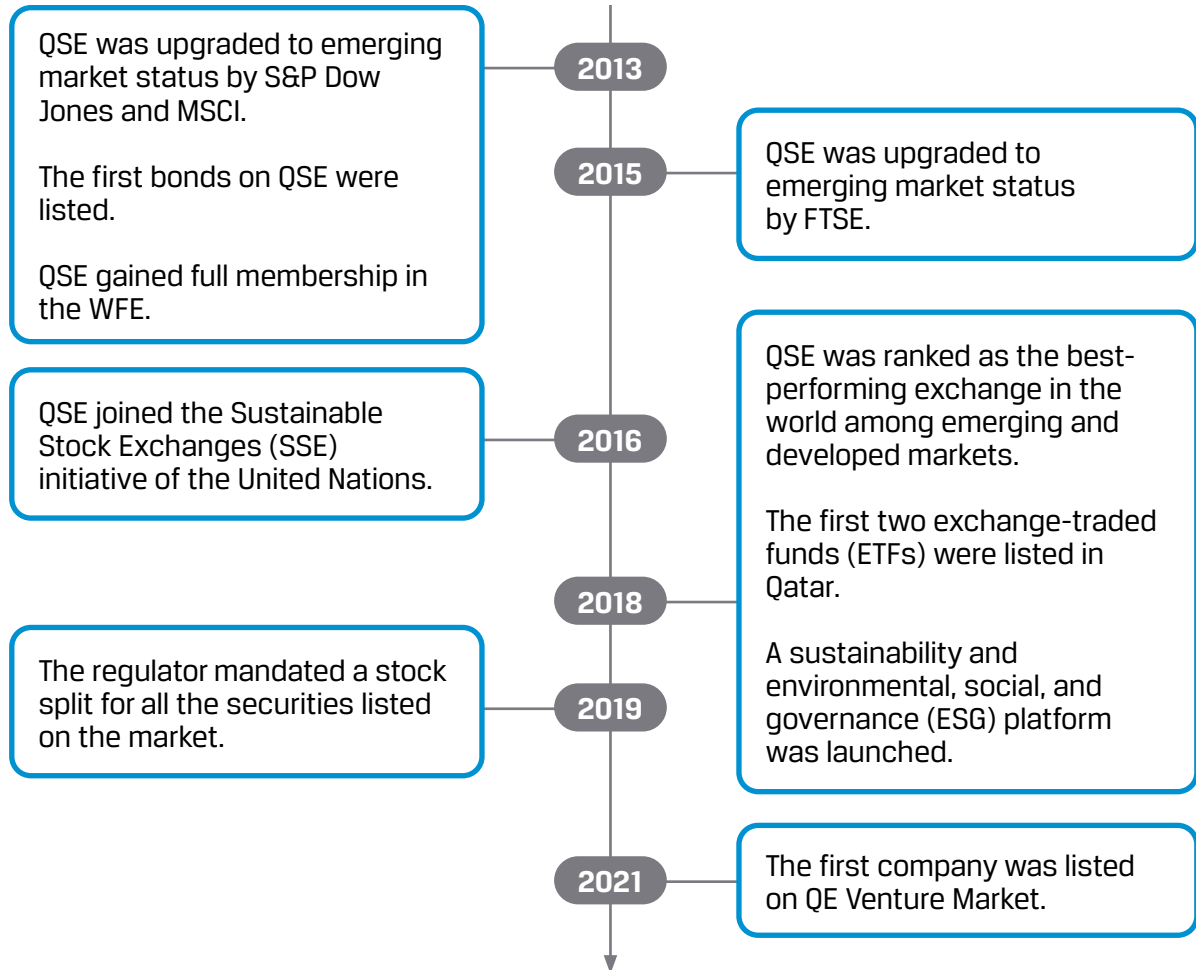 2013
QSE was upgraded to emerging
market status by S&P Dow
Jones and MSCI.
The first bonds on QSE were
listed.
QSE gained full membership in
the WFE.
2015
QSE was upgraded to
emerging market status
by FTSE.
2016
QSE joined the Sustainable
Stock Exchanges (SSE)
initiative of the United Nations.
2018
QSE was ranked as the best-
performing exchange in the
world among emerging and
developed markets.
The first two exchange-traded
funds (ETFs) were listed in
Qatar.
A sustainability and
environmental, social, and
governance (ESG) platform
was launched.
2019
The regulator mandated a stock
split for all the securities listed
on the market.
2021
The first company was listed
on QE Venture Market.